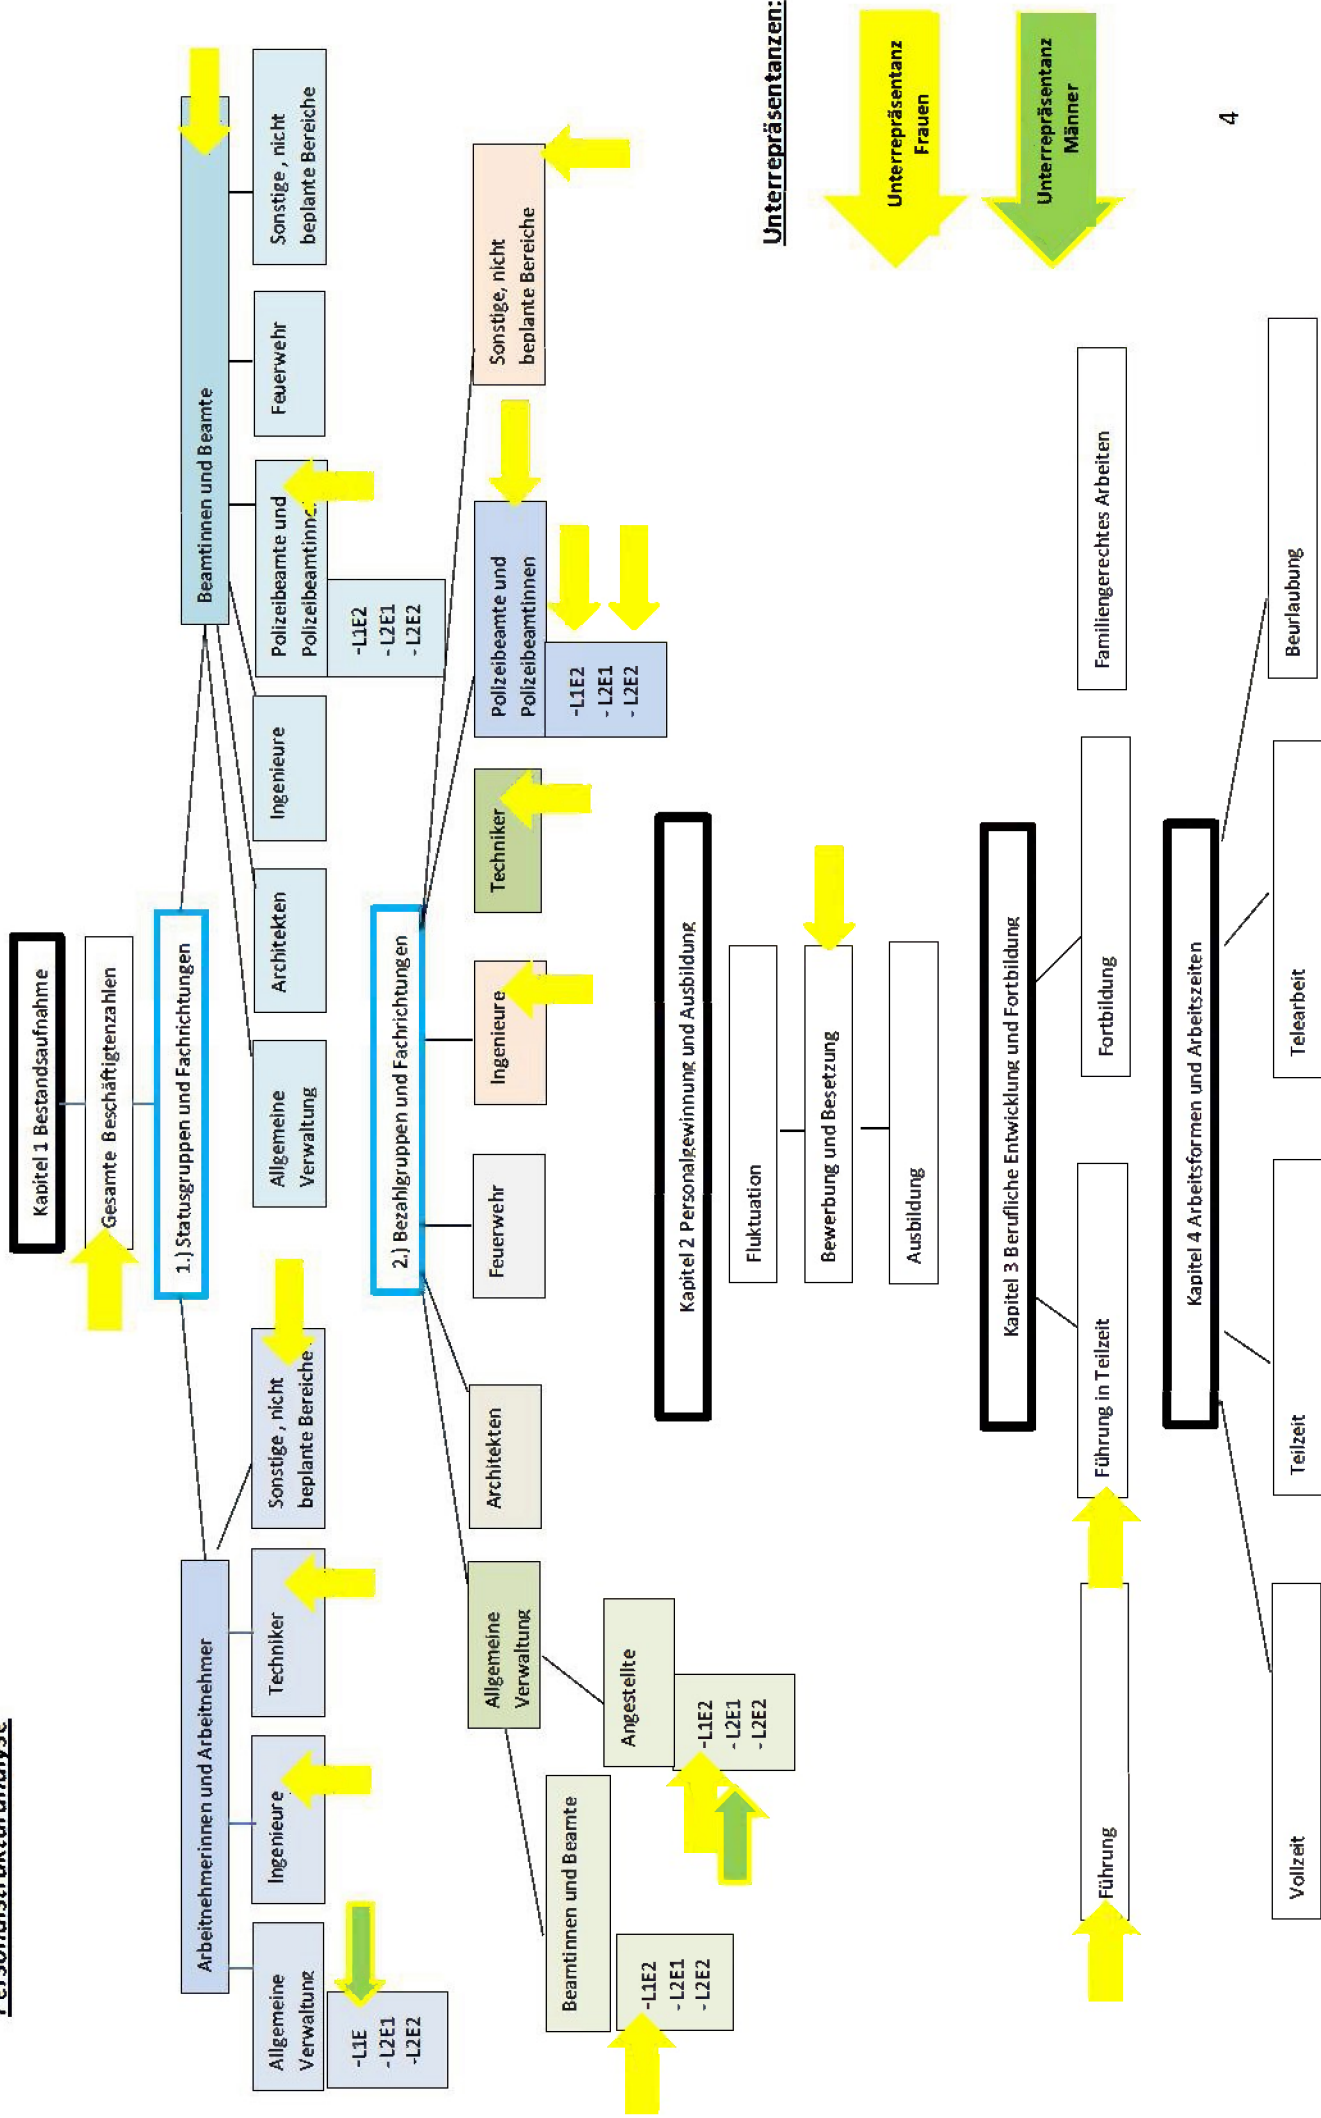 Personalstrukturanalyse
Kapitel 1 Bestandsaufnahme
Gesamte Beschäftigtenzahlen
1.) Statusgruppen und Fachrichtungen
Arbeitnehmerinnen und Arbeitnehmer
Beamtinnen und Beamte
Allgemeine
Verwaltung
-L1E
- L2E1
-L2E2
Ingenieure
Techniker
Sonstige , nicht
beplante Bereiche
Allgemeine
Verwaltung
Architekten
Ingenieure
Polizeibeamte und
Polizeibeamtinne
-L1E2
- L2E1
- L2E2
Feuerwehr
Sonstige , nicht
beplante Bereiche
2.) Bezahlgruppen und Fachrichtungen
Allgemeine
Verwaltung
Architekten
Feuerwehr
Ingenieure
Techniker
Polizeibeamte und
Polizeibeamtinnen
-L1E2
- L2E1
- L2E2
Sonstige, nicht
beplante Bereiche
Beamtinnen und Beamte
-L1E2
- L2E1
- L2E2
Angestellte
-L1E2
- L2E1
- L2E2
Kapitel 2 Personalgewinnung und Ausbildung
Fluktuation
Bewerbung und Besetzung
Ausbildung
Unterrepräsentanzen:
Unterrepräsentanz
Frauen
Unterrepräsentanz
Männer
Kapitel 3 Berufliche Entwicklung und Fortbildung
Führung
Führung in Teilzeit
Fortbildung
Familiengerechtes Arbeiten
Kapitel 4 Arbeitsformen und Arbeitszeiten
Vollzeit
Teilzeit
Telearbeit
Beurlaubung
4